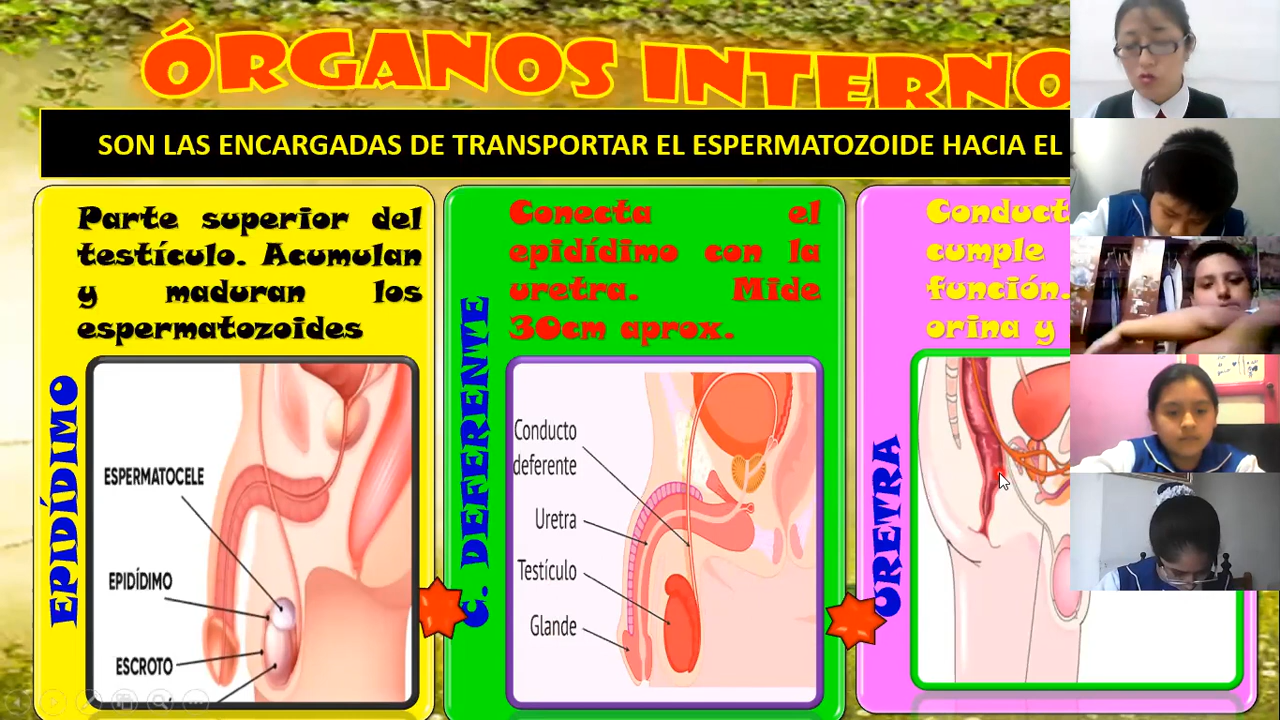 ÓRGANOS INTERNO
SON LAS ENCARGADAS DE TRANSPORTAR EL ESPERMATOZOIDE HACIA EL
Parte superior del
testículo. Acumulan
y maduran los
espermatozoides
EPIDÍDIMO
ESPERMATOCELE
EPIDÍDIMO
ESCROTO
Conecta el
epidídimo con la
uretra. Mide
30cm aprox.
C. DEFERENTE
Conducto
deferente
Uretra
Testículo
Glande
Conduct
cumple
función.
orina y
URETRA